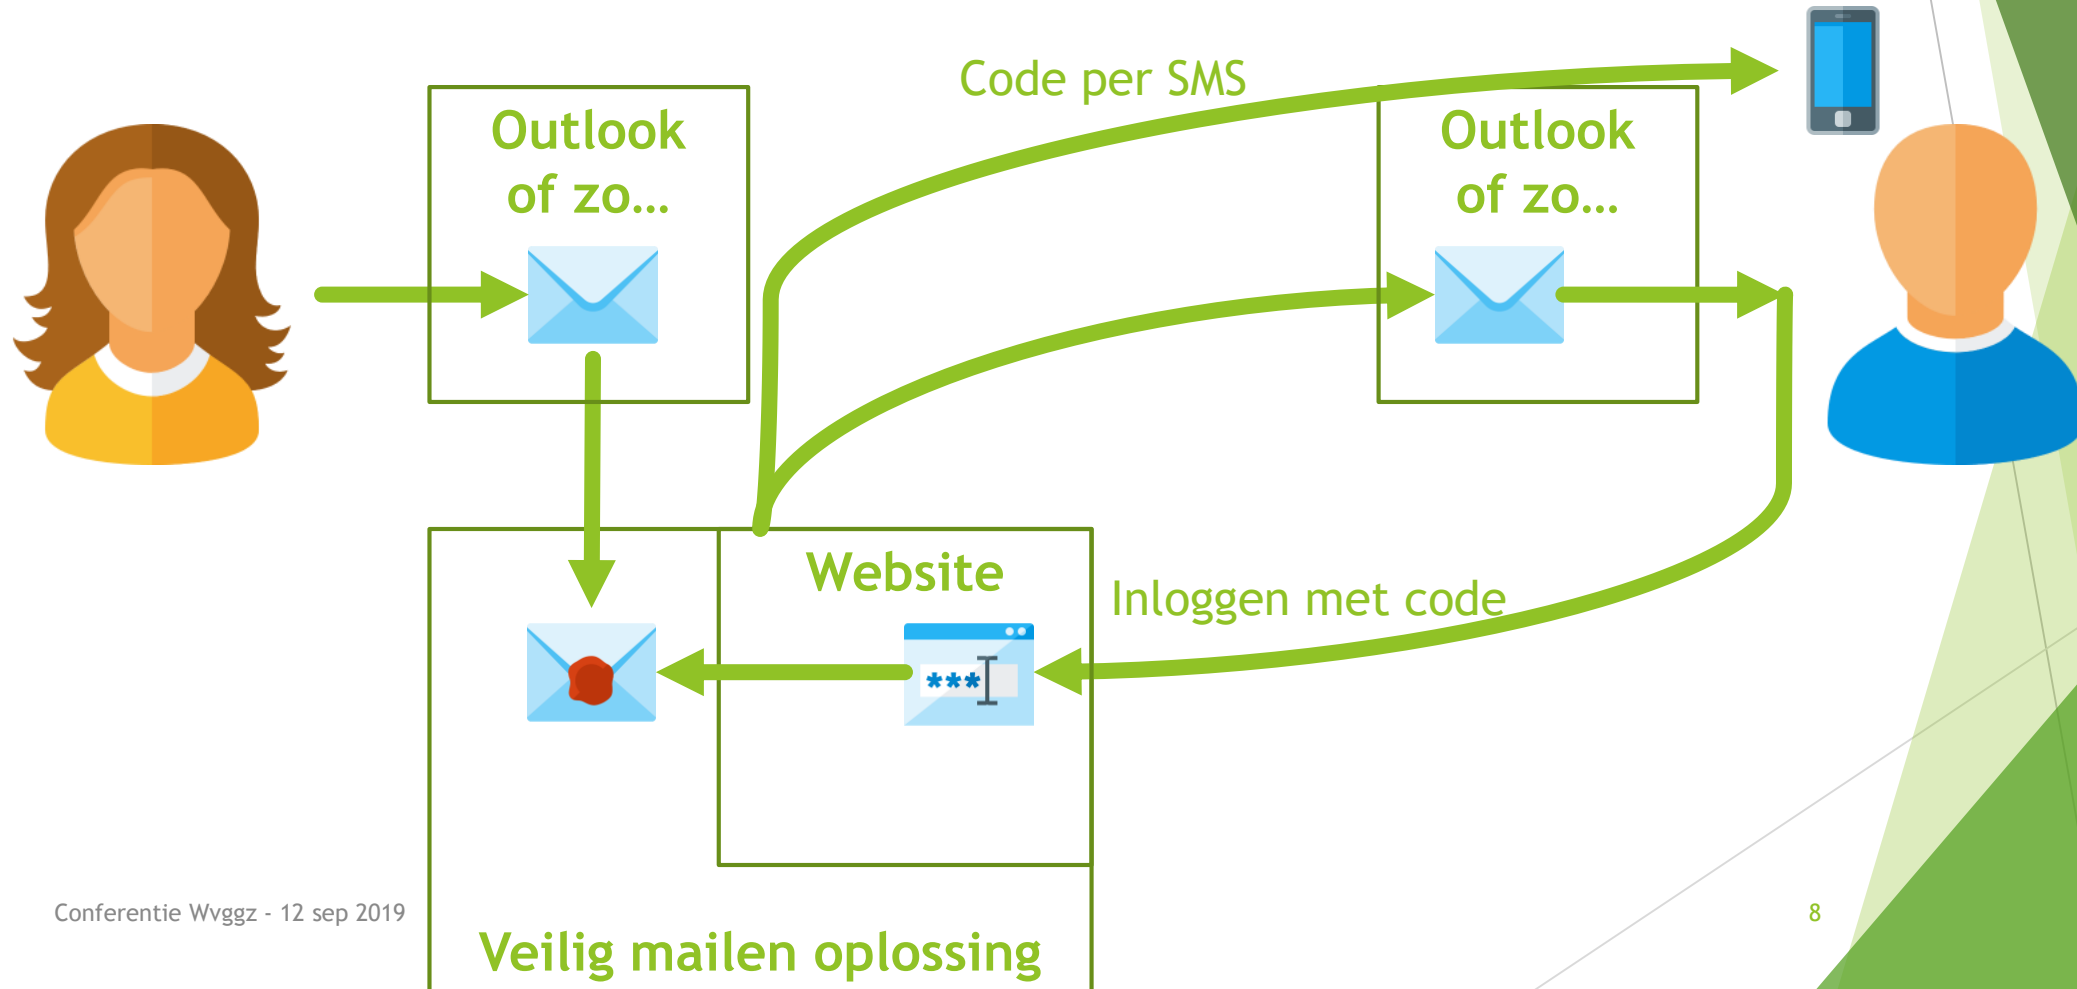 Code per SMS
Outlook
of zo…
Outlook
of zo…
Website
***
Inloggen met code
Veilig mailen oplossing
Conferentie Wvggz - 12 sep 2019
8